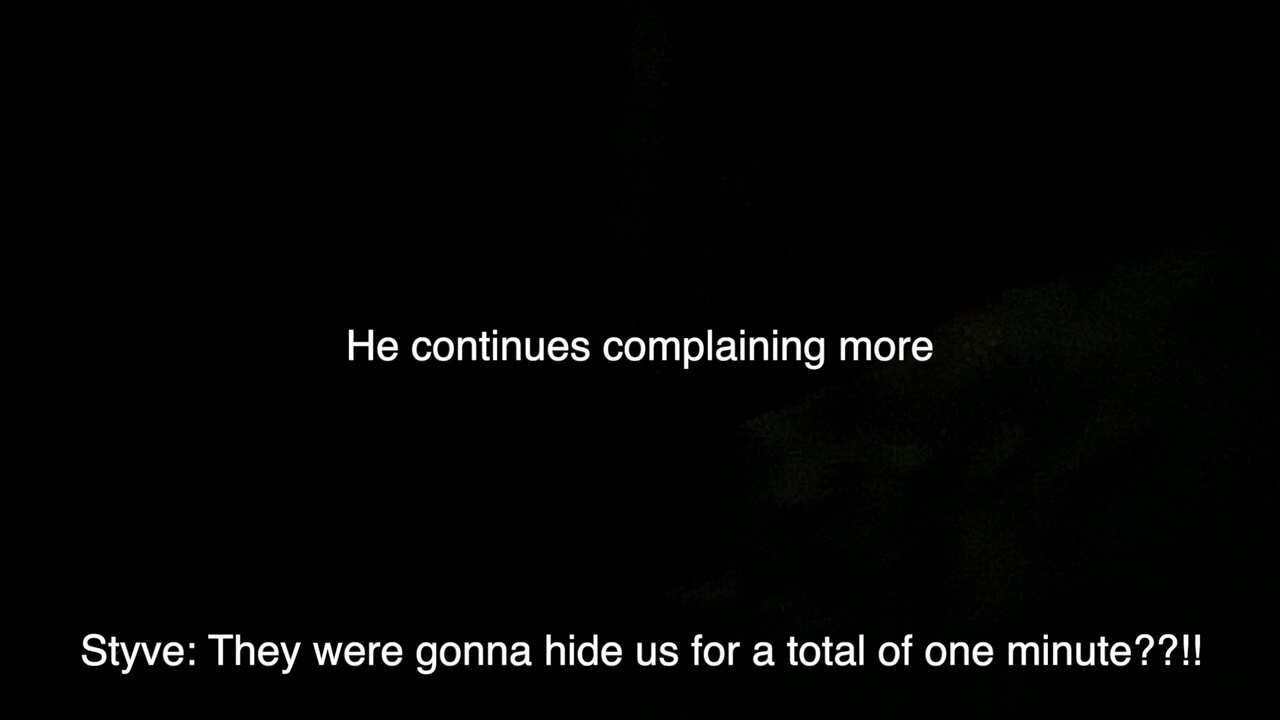 He continues complaining more
Styve: They were gonna hide us for a total of one minute??!!